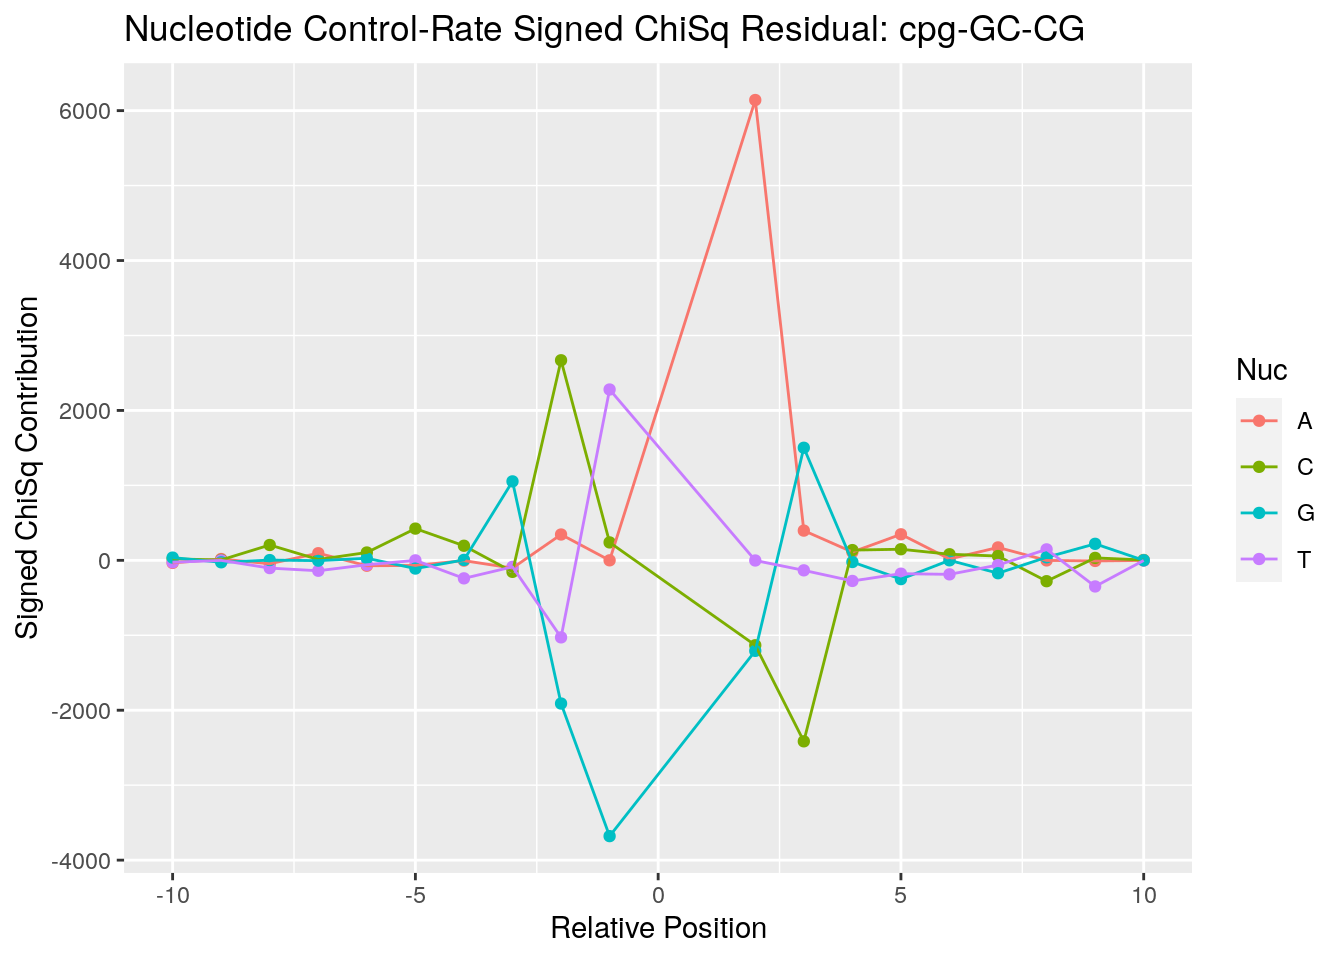 Nucleotide Control-Rate Signed ChiSq Residual: cpg-GC-CG
Signed ChiSq Contribution
6000
4000
2000
0
-2000
-4000
-10
-5
0
5
10
Relative Position
Nuc
A
C
G
T